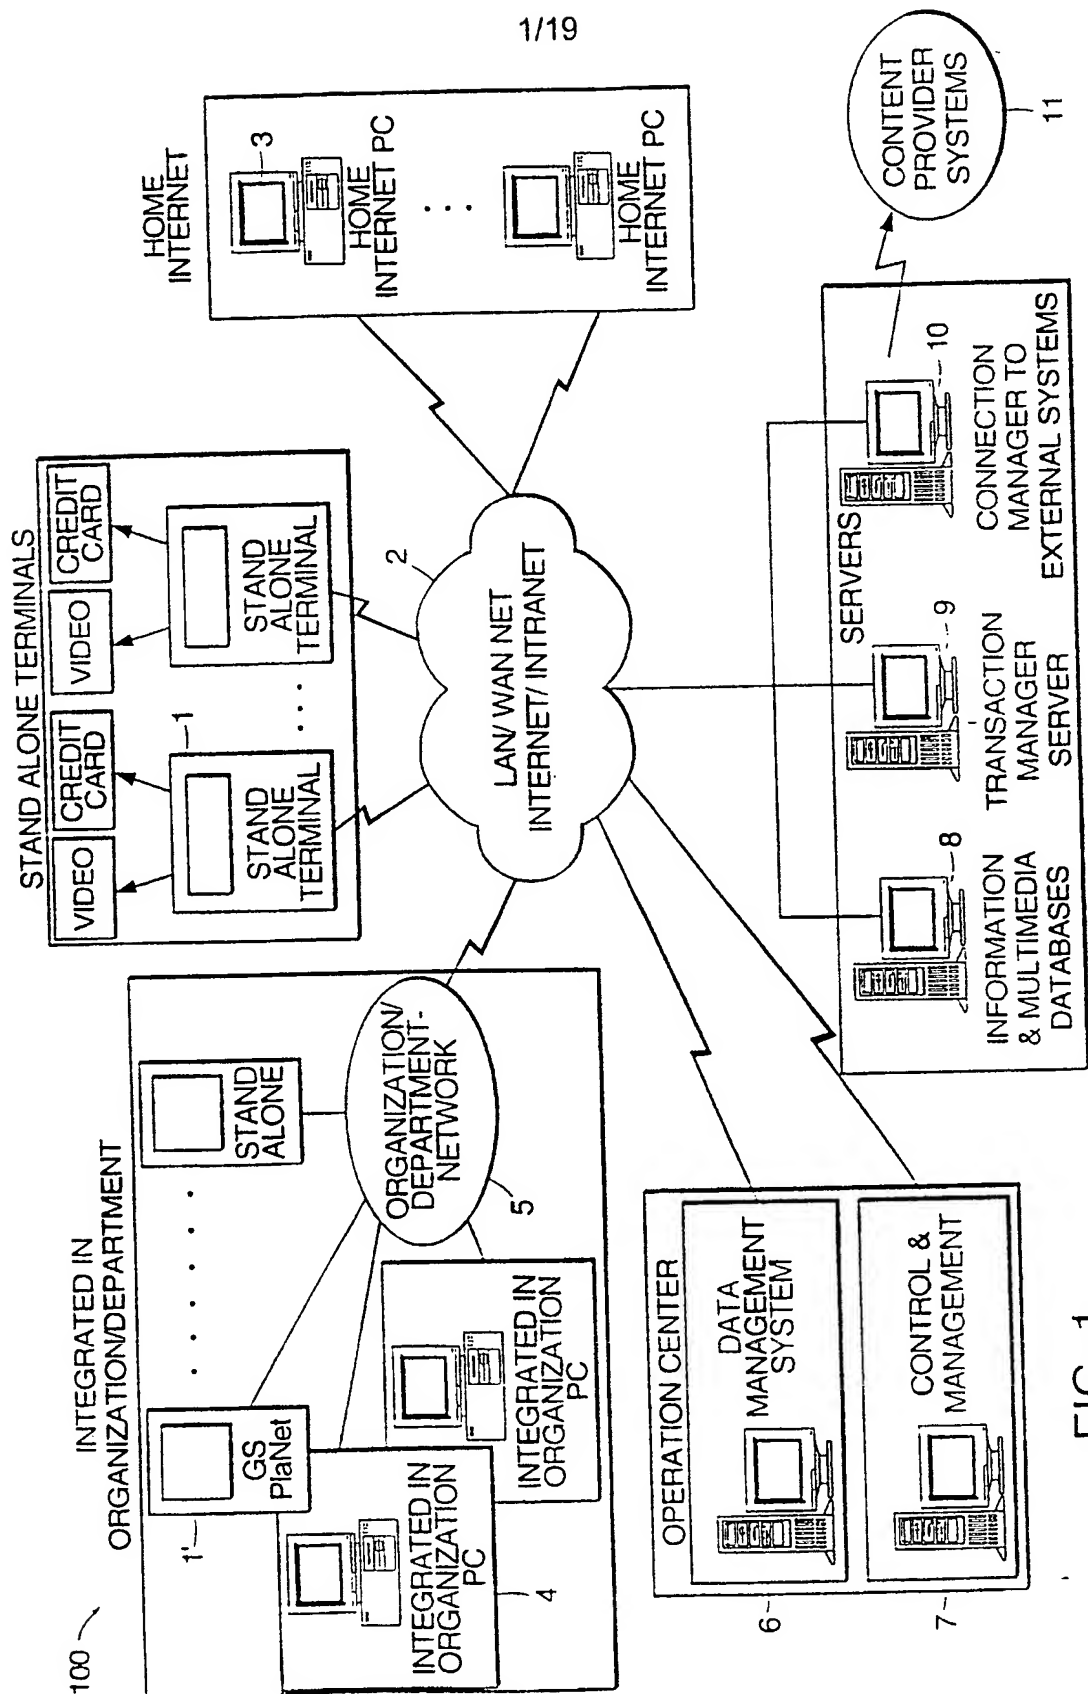 1/19
100
INTEGRATED IN
ORGANIZATION/DEPARTMENT
1'
GS
PlaNet
STAND
ALONE
ORGANIZATION/
DEPARTMENT-
NETWORK
5
INTEGRATED IN
ORGANIZATION
PC
4
INTEGRATED IN
ORGANIZATION
PC
STAND ALONE TERMINALS
VIDEO
CREDIT
CARD
VIDEO
CREDIT
CARD
1
STAND
ALONE
TERMINAL
STAND
ALONE
TERMINAL
HOME
INTERNET
3
HOME
INTERNET PC
HOME
INTERNET PC
2
LAN/WAN NET
INTERNET/INTRANET
OPERATION CENTER
DATA
MANAGEMENT
SYSTEM
6
CONTROL &
MANAGEMENT
7
SERVERS
8
INFORMATION
& MULTIMEDIA
DATABASES
9
TRANSACTION
MANAGER
SERVER
10
CONNECTION
MANAGER TO
EXTERNAL SYSTEMS
CONTENT
PROVIDER
SYSTEMS
11